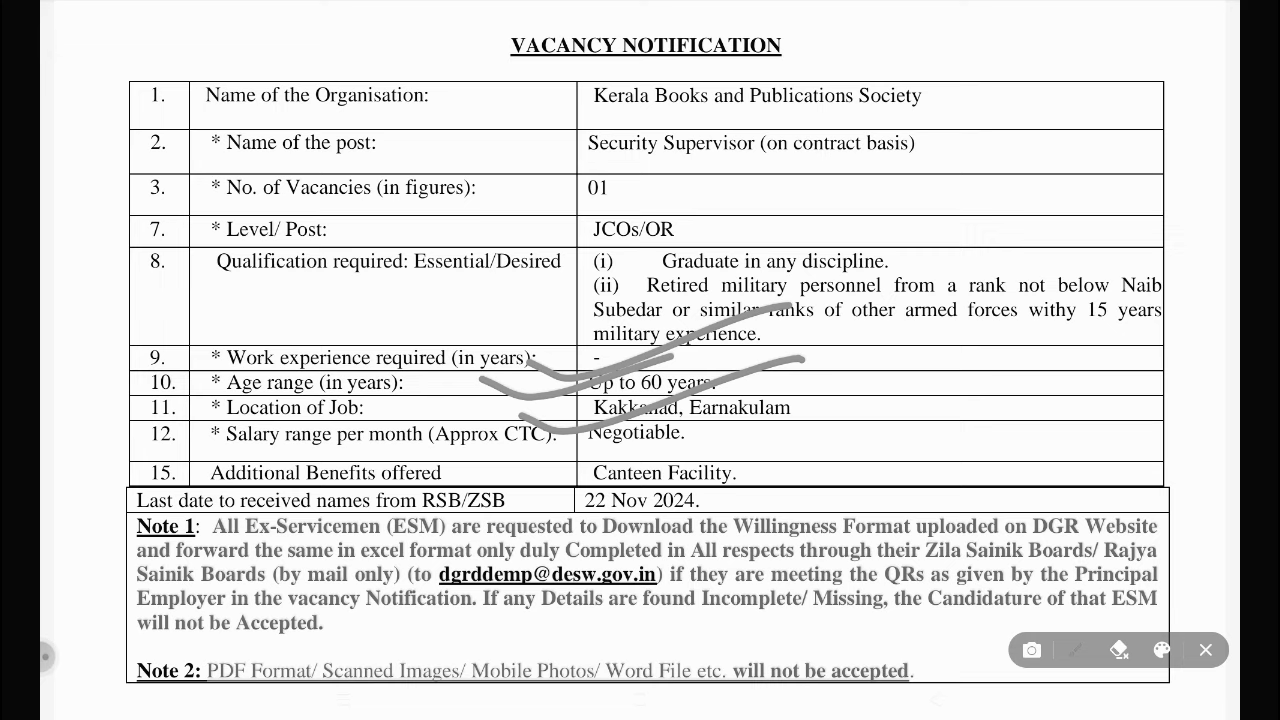 VACANCY NOTIFICATION
1. Name of the Organisation: Kerala Books and Publications Society
2. * Name of the post: Security Supervisor (on contract basis)
3. * No. of Vacancies (in figures): 01
7. * Level/ Post: JCOs/OR
8. Qualification required: Essential/Desired (i) Graduate in any discipline.
(ii) Retired military personnel from a rank not below Naib
Subedar or similar ranks of other armed forces withy 15 years
military experience.
9. * Work experience required (in years): -
10. * Age range (in years): Up to 60 years.
11. * Location of Job: Kakkanad, Earnakulam
12. * Salary range per month (Approx CTC): Negotiable.
15. Additional Benefits offered Canteen Facility.
Last date to received names from RSB/ZSB 22 Nov 2024.
Note 1: All Ex-Servicemen (ESM) are requested to Download the Willingness Format uploaded on DGR Website
and forward the same in excel format only duly Completed in All respects through their Zila Sainik Boards/ Rajya
Sainik Boards (by mail only) (to dgrddemp@desw.gov.in) if they are meeting the QRs as given by the Principal
Employer in the vacancy Notification. If any Details are found Incomplete/ Missing, the Candidature of that ESM
will not be Accepted.
Note 2: PDF Format/ Scanned Images/ Mobile Photos/ Word File etc. will not be accepted.